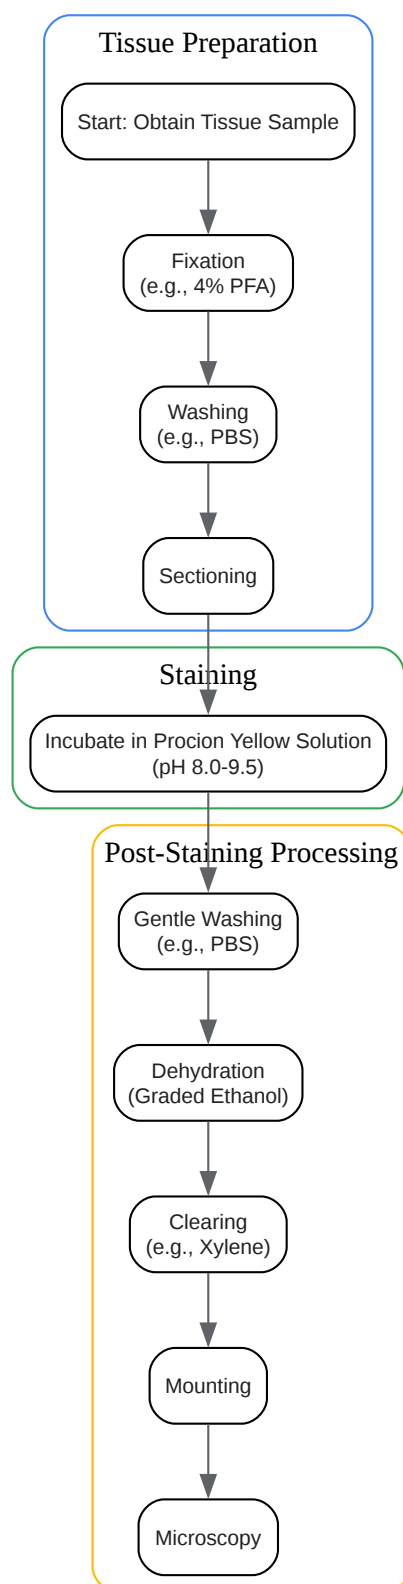 Tissue Preparation
Start: Obtain Tissue Sample
Fixation
(e.g., 4% PFA)
Washing
(e.g., PBS)
Sectioning
Staining
Incubate in Procion Yellow Solution
(pH 8.0-9.5)
Post-Staining Processing
Gentle Washing
(e.g., PBS)
Dehydration
(Graded Ethanol)
Clearing
(e.g., Xylene)
Mounting
Microscopy